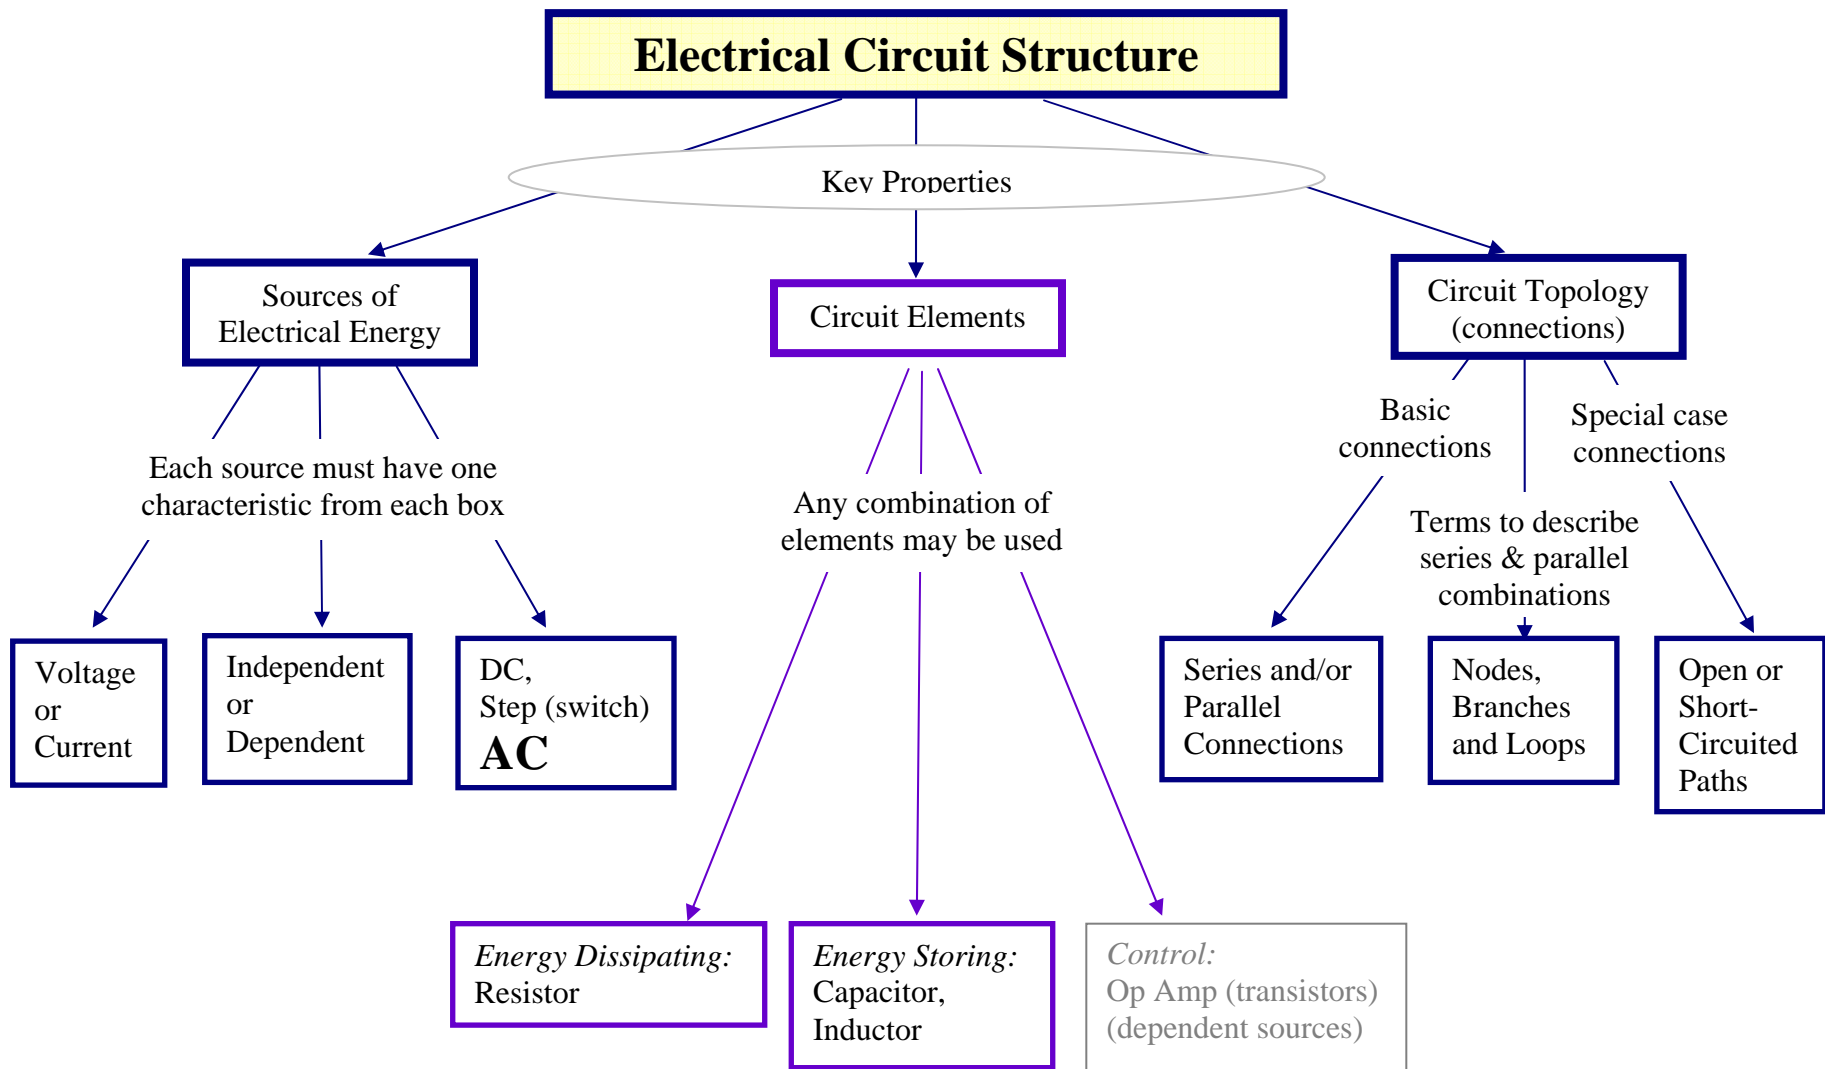 Electrical Circuit Structure
Key Properties
Sources of
Electrical Energy
Circuit Elements
Circuit Topology
(connections)
Each source must have one
characteristic from each box
Any combination of
elements may be used
Basic
connections
Terms to describe
series & parallel
combinations
Special case
connections
Voltage
or
Current
Independent
or
Dependent
DC,
Step (switch)
AC
Series and/or
Parallel
Connections
Nodes,
Branches
and Loops
Open or
Short-
Circuited
Paths
Energy Dissipating:
Resistor
Energy Storing:
Capacitor,
Inductor
Control:
Op Amp (transistors)
(dependent sources)